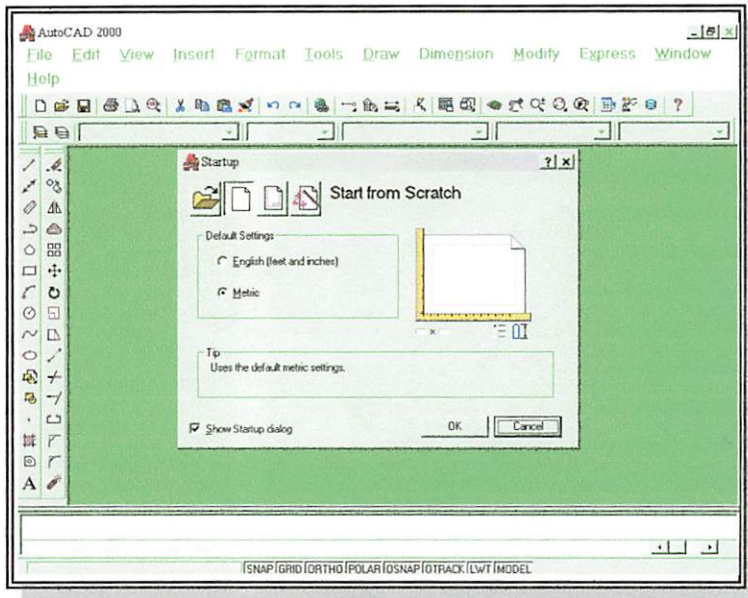 AutoCAD 2000
File Edit View Insert Format Tools Draw Dimension Modify Express Window
Help
Startup
Start from Scratch
Default Settings
English (feet and inches)
Metric
Tip
Uses the default metric settings.
Show Startup dialog
OK Cancel
A
SNAP GRID ORTHO POLAR OSNAP OTRACK LWT MODEL